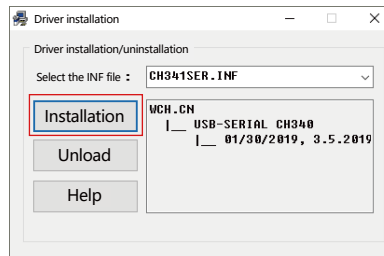 Driver installation
Driver installation/uninstallation
Select the INF file：
CH341SER.INF
Installation
WCH.CN
|__ USB-SERIAL CH340
|__ 01/30/2019, 3.5.2019
Unload
Help